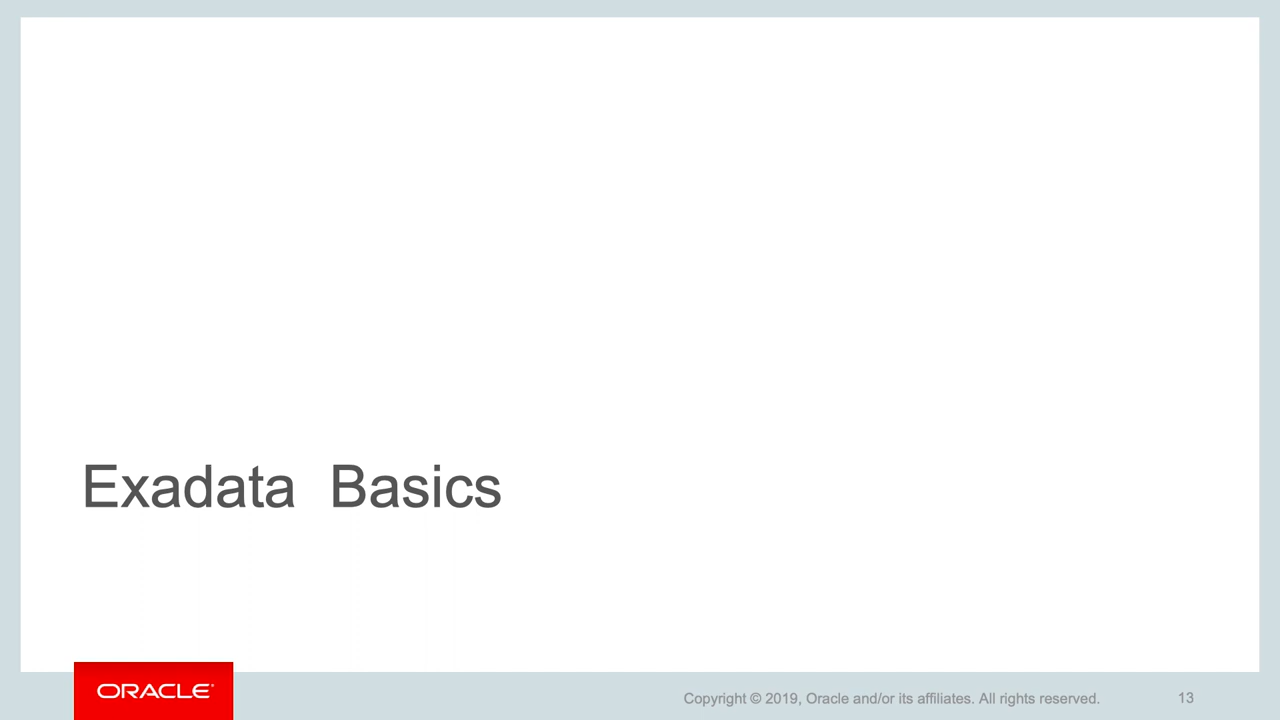 Exadata Basics
ORACLE
Copyright © 2019, Oracle and/or its affiliates. All rights reserved. 13